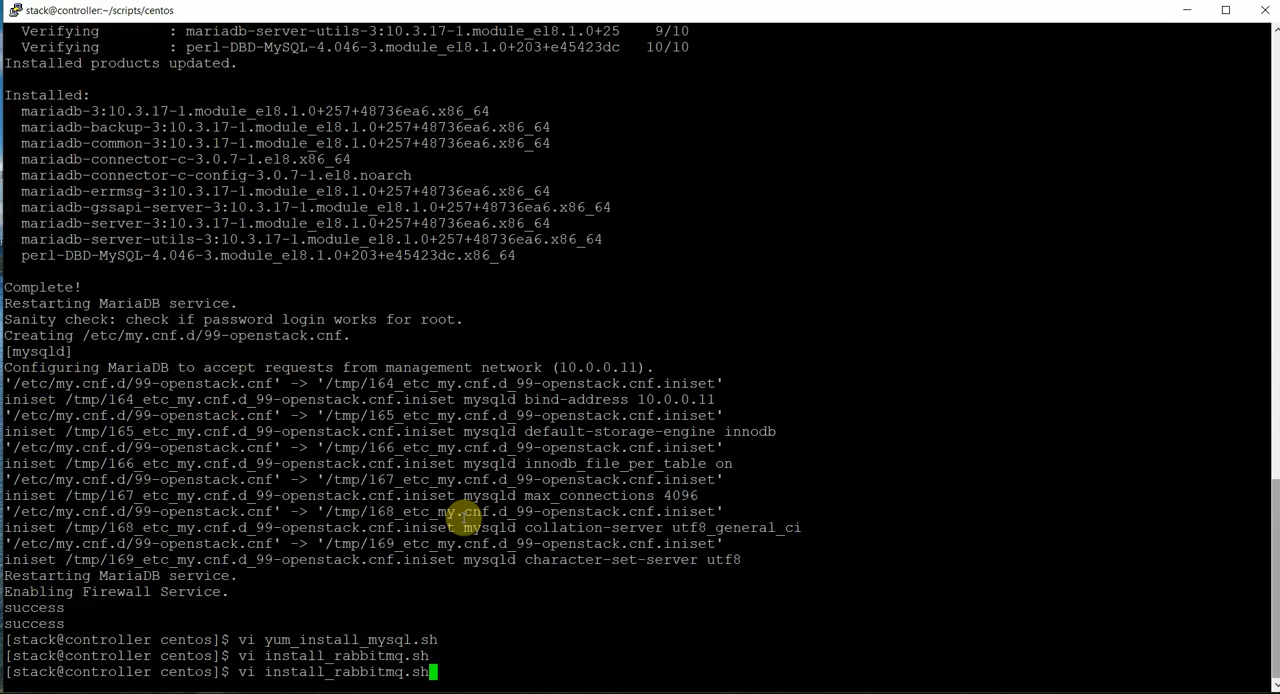 stack@controller:~/scripts/centos
Verifying : mariadb-server-utils-3:10.3.17-1.module_el8.1.0+25 9/10
Verifying : perl-DBD-MySQL-4.046-3.module_el8.1.0+203+e45423dc 10/10
Installed products updated.
Installed:
mariadb-3:10.3.17-1.module_el8.1.0+257+48736ea6.x86_64
mariadb-backup-3:10.3.17-1.module_el8.1.0+257+48736ea6.x86_64
mariadb-common-3:10.3.17-1.module_el8.1.0+257+48736ea6.x86_64
mariadb-connector-c-3.0.7-1.el8.x86_64
mariadb-connector-c-config-3.0.7-1.el8.noarch
mariadb-errmsg-3:10.3.17-1.module_el8.1.0+257+48736ea6.x86_64
mariadb-gssapi-server-3:10.3.17-1.module_el8.1.0+257+48736ea6.x86_64
mariadb-server-3:10.3.17-1.module_el8.1.0+257+48736ea6.x86_64
mariadb-server-utils-3:10.3.17-1.module_el8.1.0+257+48736ea6.x86_64
perl-DBD-MySQL-4.046-3.module_el8.1.0+203+e45423dc.x86_64
Complete!
Restarting MariaDB service.
Sanity check: check if password login works for root.
Creating /etc/my.cnf.d/99-openstack.cnf.
[mysqld]
Configuring MariaDB to accept requests from management network (10.0.0.11).
'/etc/my.cnf.d/99-openstack.cnf' -> '/tmp/164_etc_my.cnf.d_99-openstack.cnf.iniset'
iniset /tmp/164_etc_my.cnf.d_99-openstack.cnf.iniset mysqld bind-address 10.0.0.11
'/etc/my.cnf.d/99-openstack.cnf' -> '/tmp/165_etc_my.cnf.d_99-openstack.cnf.iniset'
iniset /tmp/165_etc_my.cnf.d_99-openstack.cnf.iniset mysqld default-storage-engine innodb
'/etc/my.cnf.d/99-openstack.cnf' -> '/tmp/166_etc_my.cnf.d_99-openstack.cnf.iniset'
iniset /tmp/166_etc_my.cnf.d_99-openstack.cnf.iniset mysqld innodb_file_per_table on
'/etc/my.cnf.d/99-openstack.cnf' -> '/tmp/167_etc_my.cnf.d_99-openstack.cnf.iniset'
iniset /tmp/167_etc_my.cnf.d_99-openstack.cnf.iniset mysqld max_connections 4096
'/etc/my.cnf.d/99-openstack.cnf' -> '/tmp/168_etc_my.cnf.d_99-openstack.cnf.iniset'
iniset /tmp/168_etc_my.cnf.d_99-openstack.cnf.iniset mysqld collation-server utf8_general_ci
'/etc/my.cnf.d/99-openstack.cnf' -> '/tmp/169_etc_my.cnf.d_99-openstack.cnf.iniset'
iniset /tmp/169_etc_my.cnf.d_99-openstack.cnf.iniset mysqld character-set-server utf8
Restarting MariaDB service.
Enabling Firewall Service.
success
success
[stack@controller centos]$ vi yum_install_mysql.sh
[stack@controller centos]$ vi install_rabbitmq.sh
[stack@controller centos]$ vi install_rabbitmq.sh